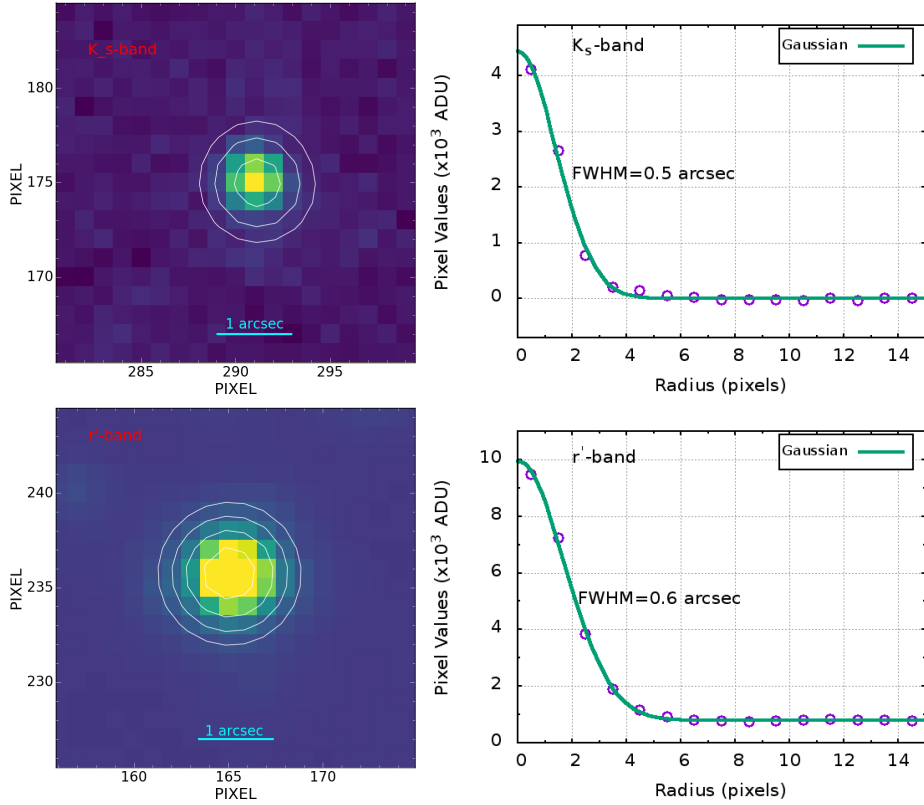 K_s-band
180
175
170
PIXEL
1 arcsec
285
290
295
PIXEL
K_s-band
Gaussian
4
3
2
1
0
FWHM=0.5 arcsec
Pixel Values (x10³ ADU)
0 2 4 6 8 10 12 14
Radius (pixels)
r'-band
240
235
230
PIXEL
1 arcsec
160
165
170
PIXEL
r'-band
Gaussian
10
8
6
4
2
0
FWHM=0.6 arcsec
Pixel Values (x10³ ADU)
0 2 4 6 8 10 12 14
Radius (pixels)